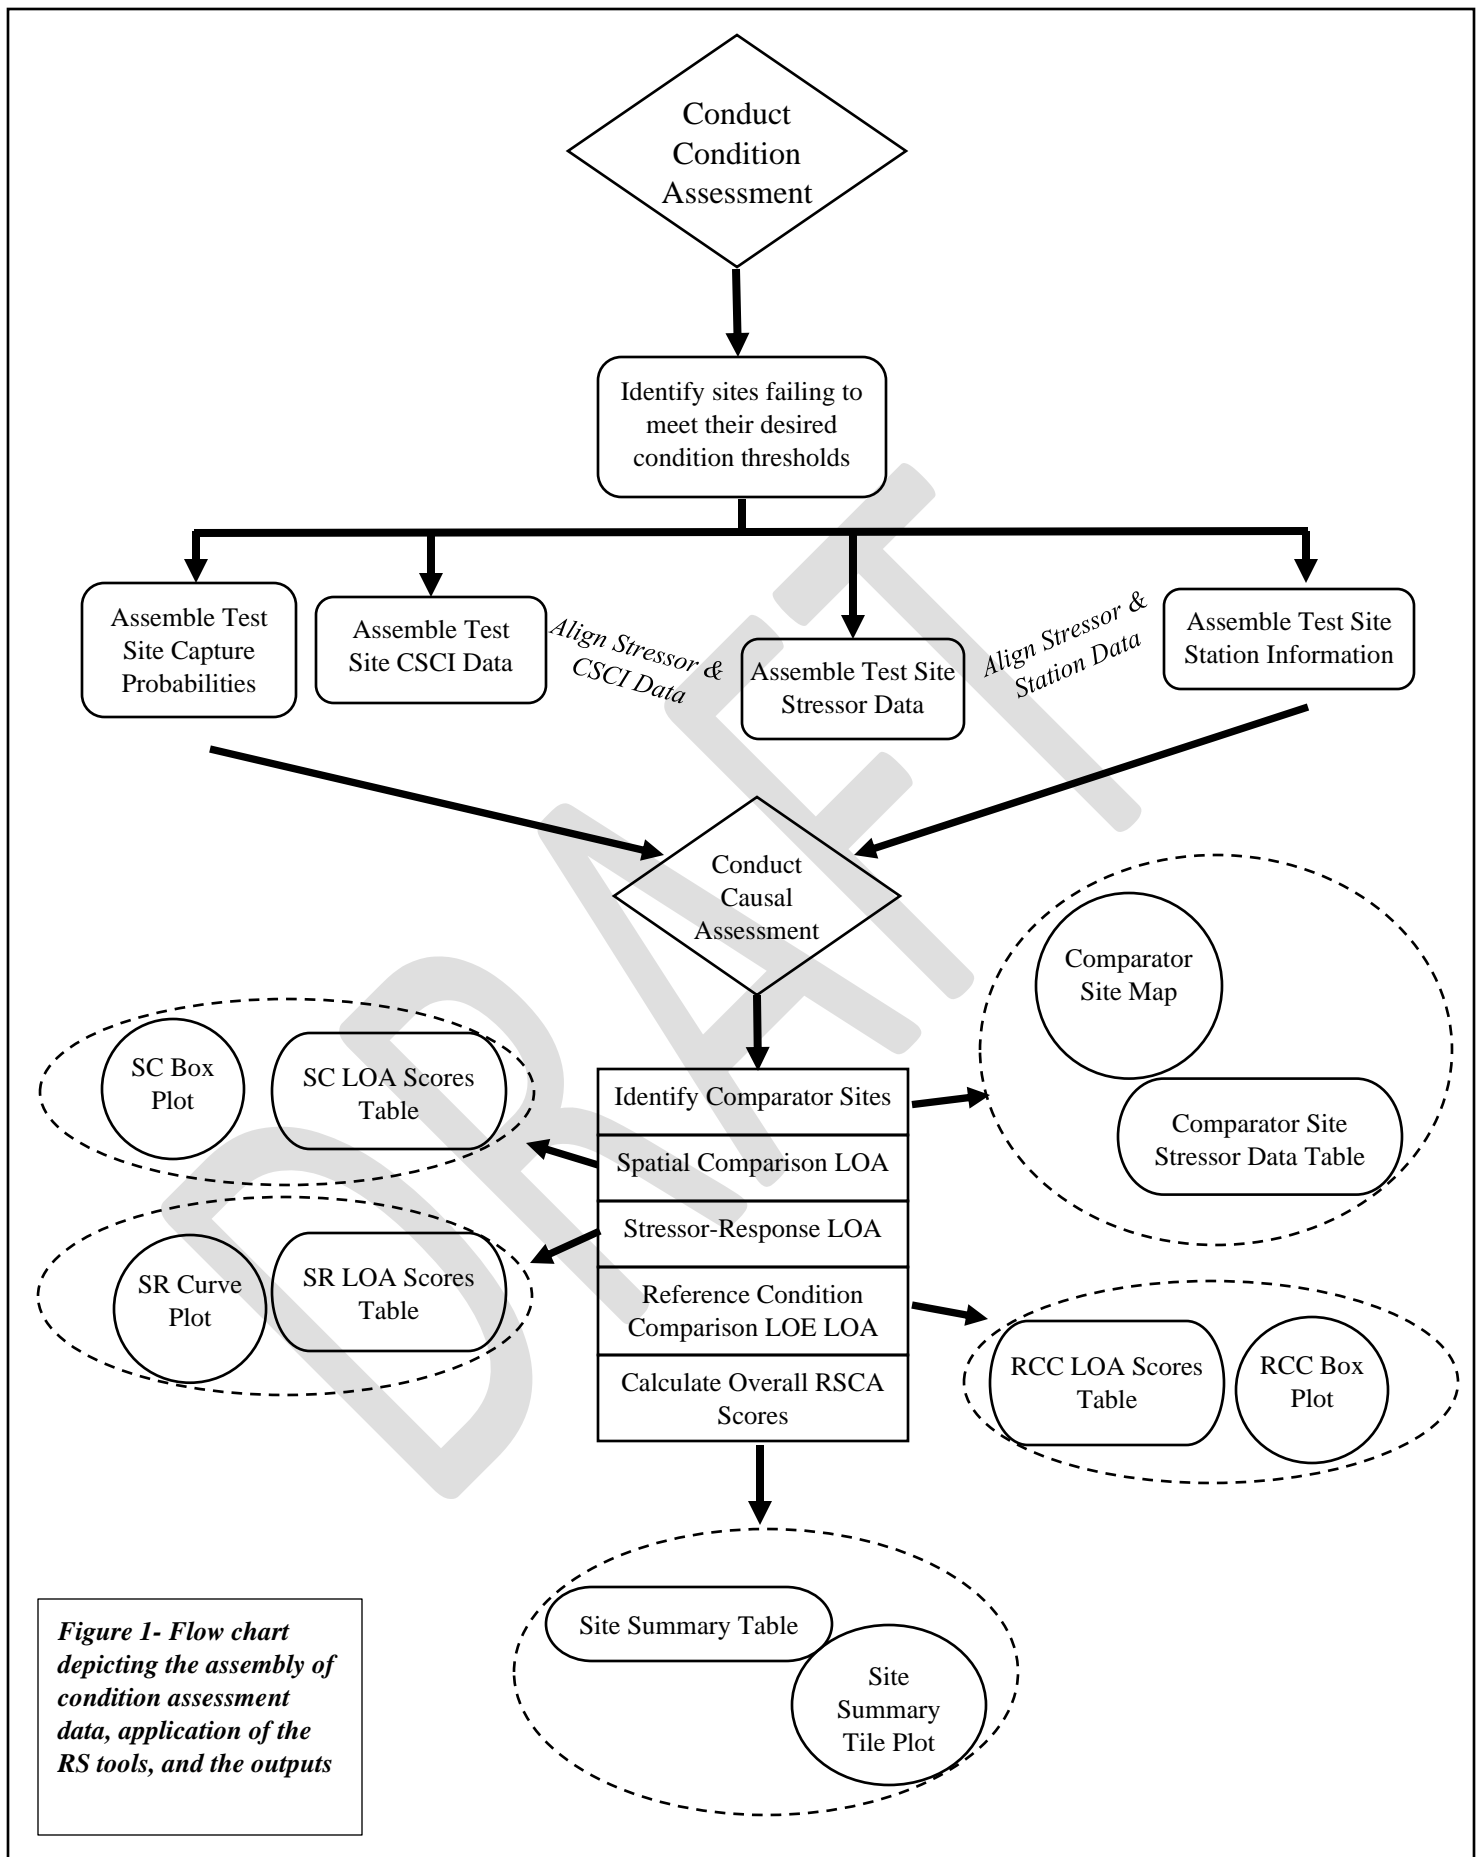 Conduct
Condition
Assessment
Identify sites failing to
meet their desired
condition thresholds
Assemble Test
Site Capture
Probabilities
Assemble Test
Site CSCI Data
Align Stressor &
CSCI Data
Assemble Test Site
Stressor Data
Align Stressor &
Station Data
Assemble Test Site
Station Information
Conduct
Causal
Assessment
Comparator
Site Map
Comparator Site
Stressor Data Table
SC Box
Plot
SC LOA Scores
Table
Identify Comparator Sites
Spatial Comparison LOA
Stressor-Response LOA
Reference Condition
Comparison LOE LOA
Calculate Overall RSCA
Scores
SR Curve
Plot
SR LOA Scores
Table
RCC LOA Scores
Table
RCC Box
Plot
Site Summary Table
Site
Summary
Tile Plot
Figure 1- Flow chart
depicting the assembly of
condition assessment
data, application of the
RS tools, and the outputs
DRAFT